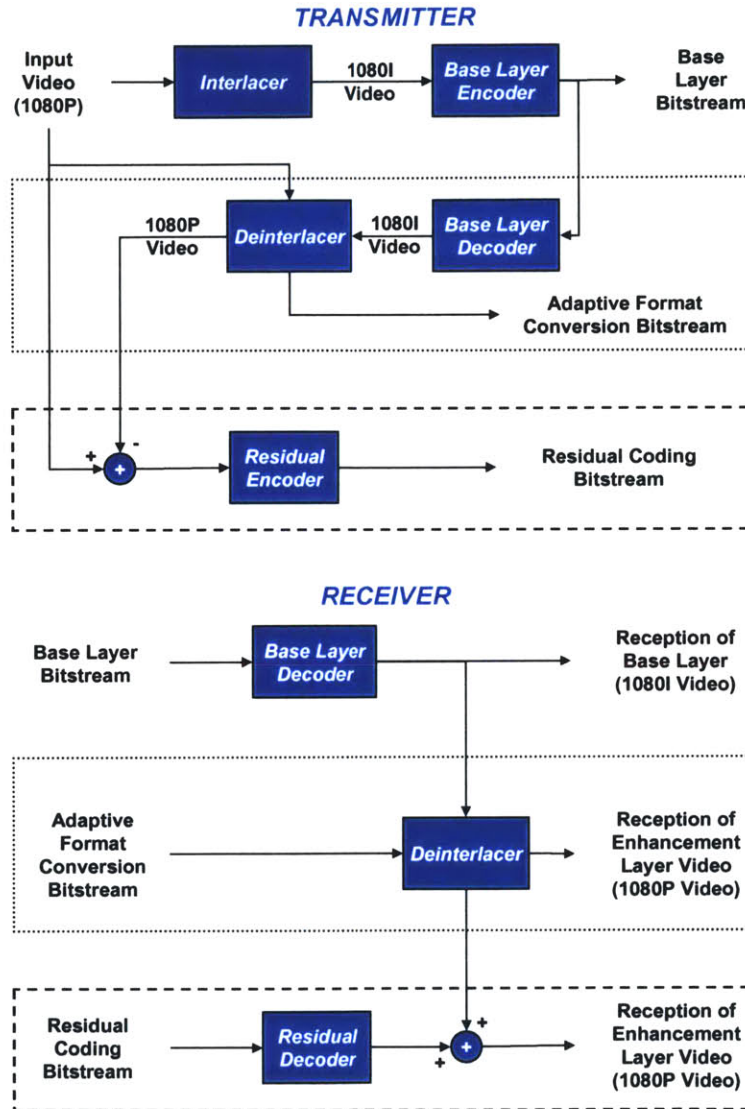 TRANSMITTER
Input
Video
(1080P)
Interlacer
1080I
Video
Base Layer
Encoder
Base
Layer
Bitstream
1080P
Video
Deinterlacer
1080I
Video
Base Layer
Decoder
Adaptive Format
Conversion Bitstream
+
-
+
Residual
Encoder
Residual Coding
Bitstream
RECEIVER
Base Layer
Bitstream
Base Layer
Decoder
Reception of
Base Layer
(1080I Video)
Adaptive
Format
Conversion
Bitstream
Deinterlacer
Reception of
Enhancement
Layer Video
(1080P Video)
Residual
Coding
Bitstream
Residual
Decoder
+
+
+
Reception of
Enhancement
Layer Video
(1080P Video)